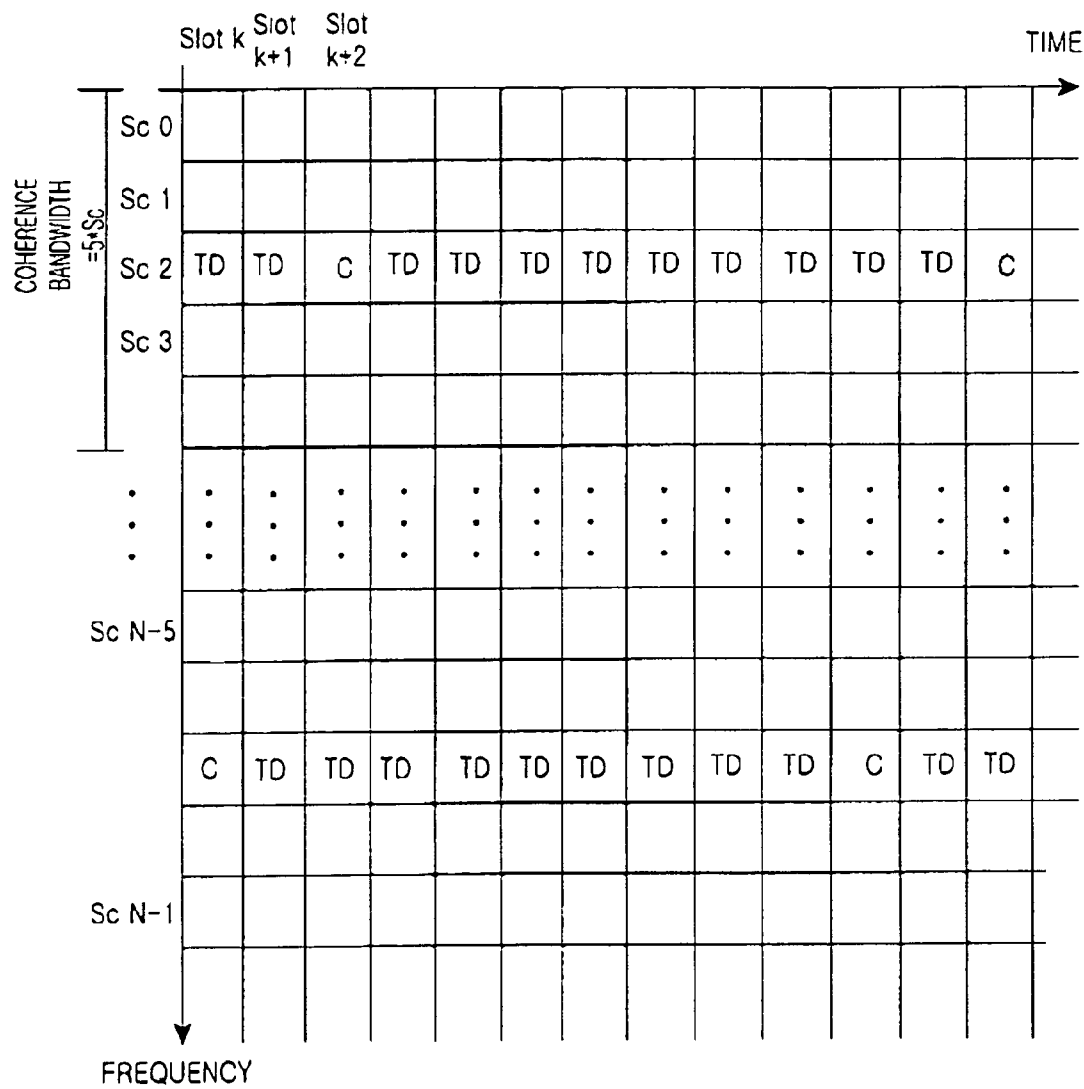 Slot k
Slot
k+1
Slot
k+2
TIME
COHERENCE
BANDWIDTH
=5*Sc
Sc 0
Sc 1
Sc 2 TD TD C TD TD TD TD TD TD TD TD TD C
Sc 3
Sc N-5
C TD TD TD TD TD TD TD TD TD C TD TD
Sc N-1
FREQUENCY